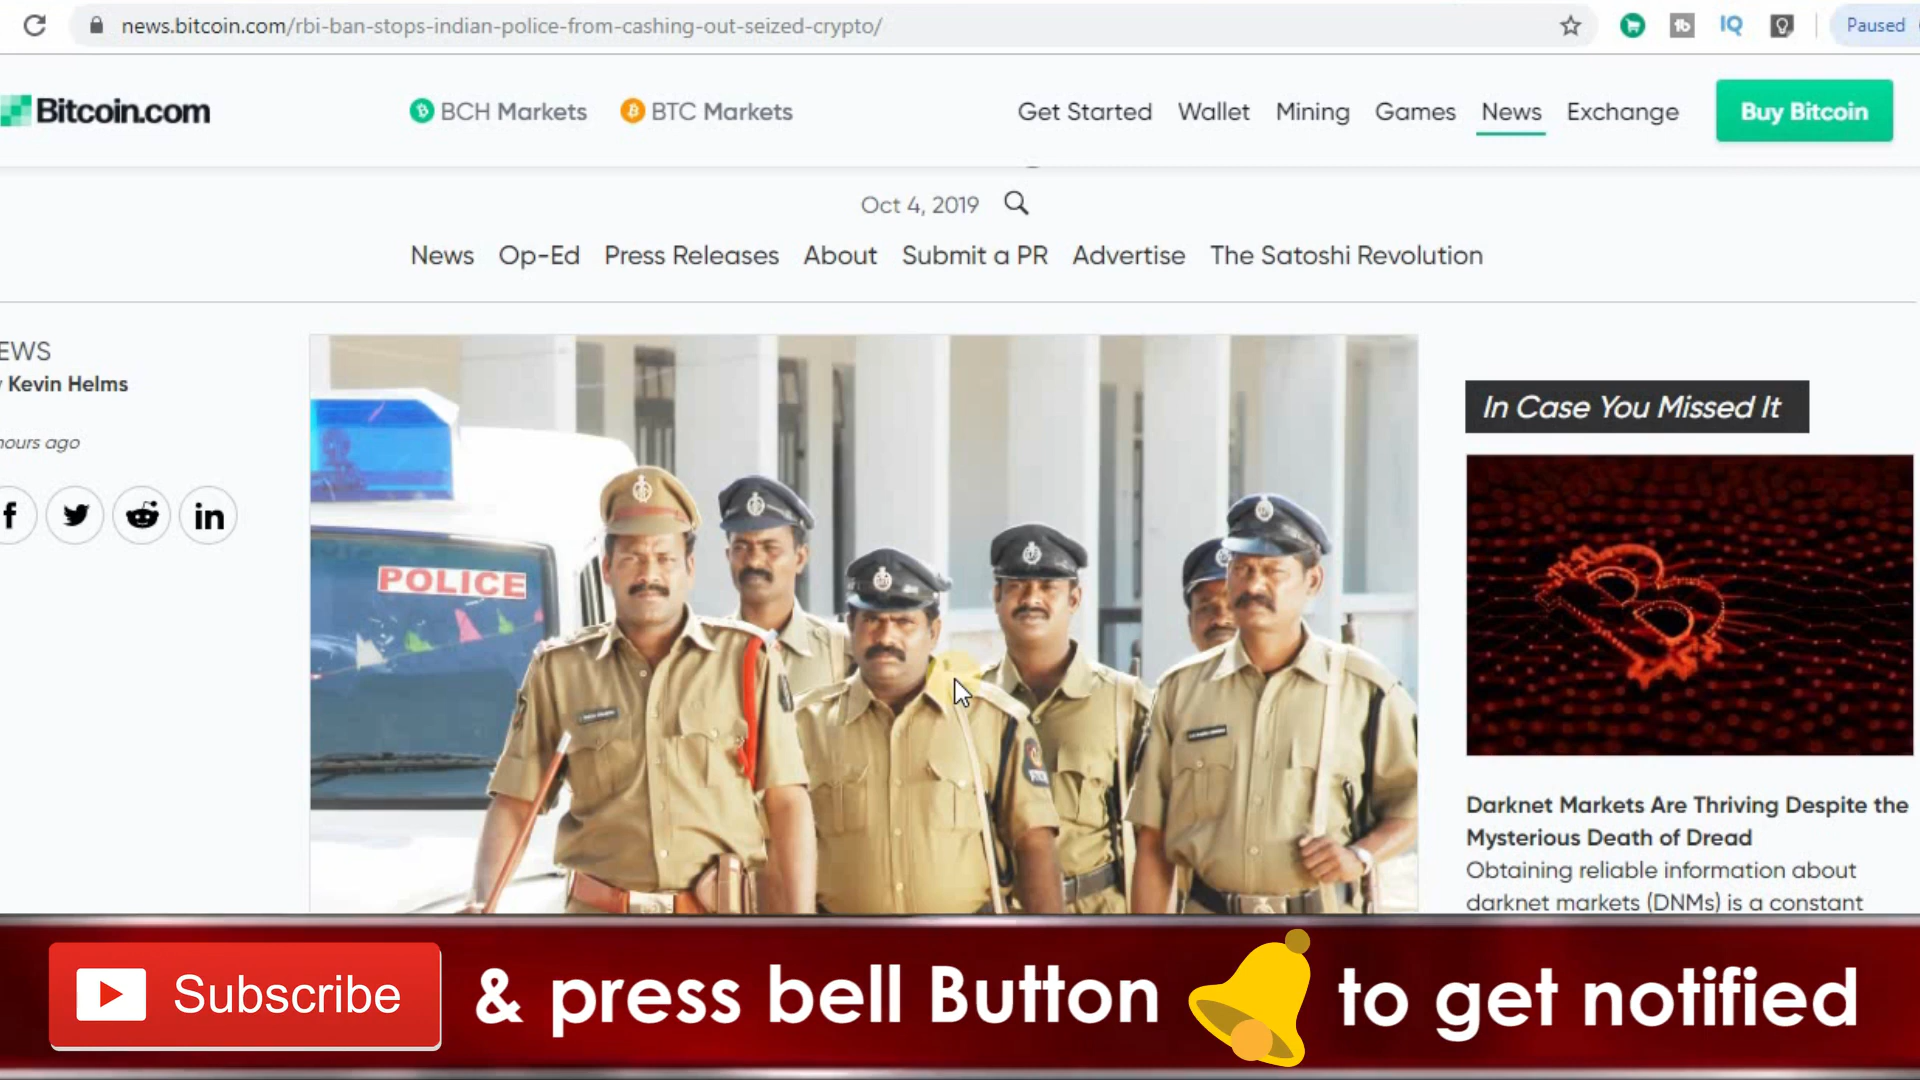 news.bitcoin.com/rbi-ban-stops-indian-police-from-cashing-out-seized-crypto/
IQ
Paused
Bitcoin.com
BCH Markets
BTC Markets
Get Started
Wallet
Mining
Games
News
Exchange
Buy Bitcoin
Oct 4, 2019
News
Op-Ed
Press Releases
About
Submit a PR
Advertise
The Satoshi Revolution
EWS
y Kevin Helms
hours ago
f
in
POLICE
In Case You Missed It
Darknet Markets Are Thriving Despite the
Mysterious Death of Dread
Obtaining reliable information about
darknet markets (DNMs) is a constant
Subscribe
& press bell Button
to get notified